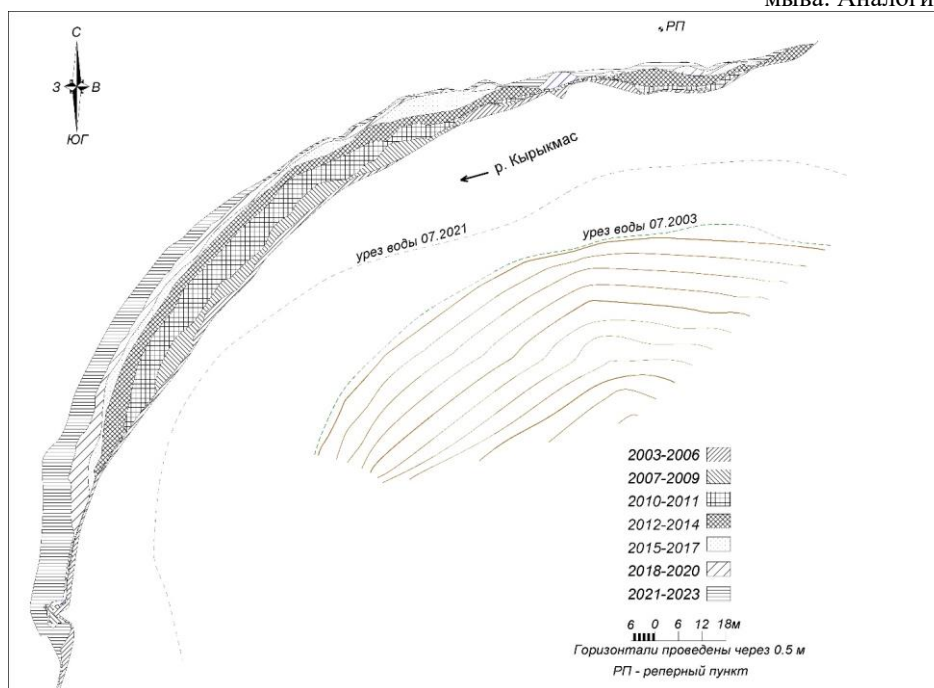 мыва. Аналоги
РП
С
З В
ЮГ
р. Кырыкмас
урез воды 07.2021
урез воды 07.2003
2003-2006
2007-2009
2010-2011
2012-2014
2015-2017
2018-2020
2021-2023
6 0 6 12 18м
Горизонтали проведены через 0.5 м
РП - реперный пункт